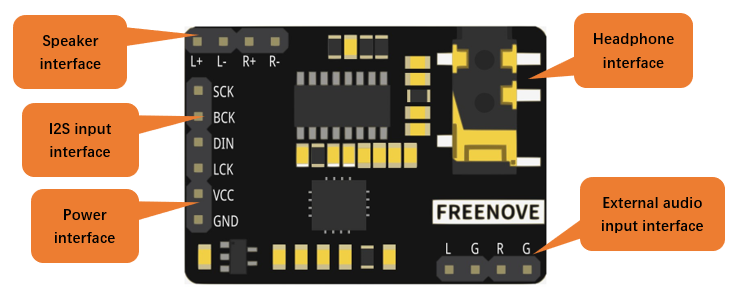 Speaker
interface
Headphone
interface
L+ L- R+ R-
SCK
BCK
I2S input
interface
DIN
LCK
VCC
GND
Power
interface
FREENOVE
External audio
input interface
L G R G